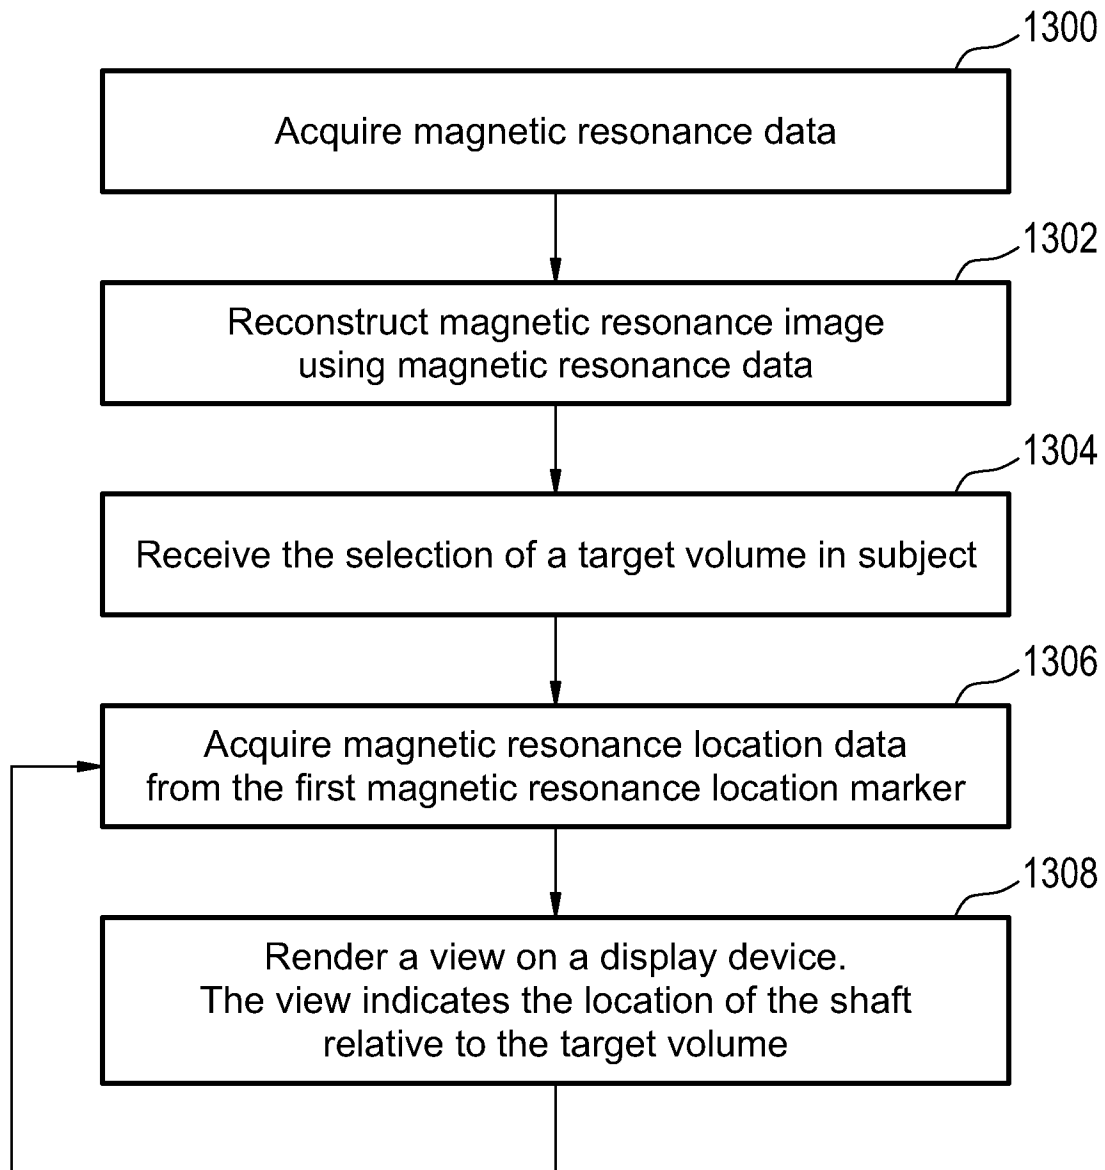 1300
Acquire magnetic resonance data
1302
Reconstruct magnetic resonance image
using magnetic resonance data
1304
Receive the selection of a target volume in subject
1306
Acquire magnetic resonance location data
from the first magnetic resonance location marker
1308
Render a view on a display device.
The view indicates the location of the shaft
relative to the target volume